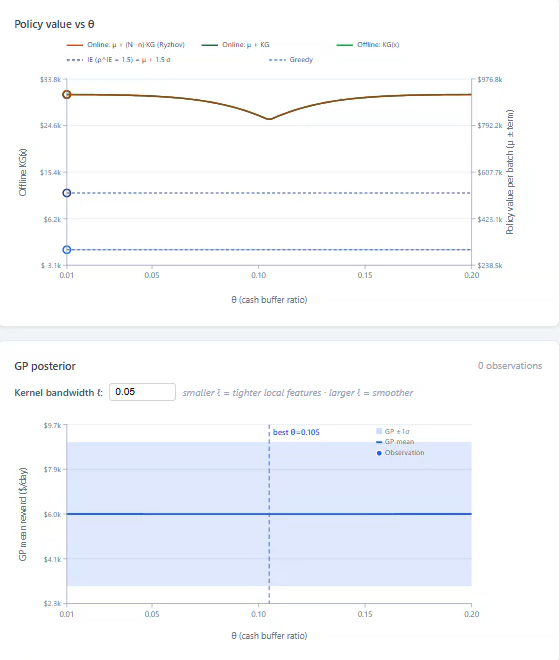 Policy value vs θ
Online: μ + (N−n)·KG (Ryzhov) Online: μ + KG Offline: KG(x)
IE (ρ^IE = 1.5) = μ + 1.5·σ Greedy
$33.8k $976.8k
$24.6k $792.2k
$15.4k $607.7k
$6.2k $423.1k
$-3.1k $238.5k
Offline KG(x)
Policy value per batch (μ ± term)
0.01 0.05 0.10 0.15 0.20
θ (cash buffer ratio)
GP posterior 0 observations
Kernel bandwidth ℓ: 0.05 smaller ℓ = tighter local features · larger ℓ = smoother
best θ=0.105
GP ±1σ
GP mean
Observation
$9.7k
$7.9k
$6.0k
$4.1k
$2.3k
GP mean reward ($/day)
0.01 0.05 0.10 0.15 0.20
θ (cash buffer ratio)